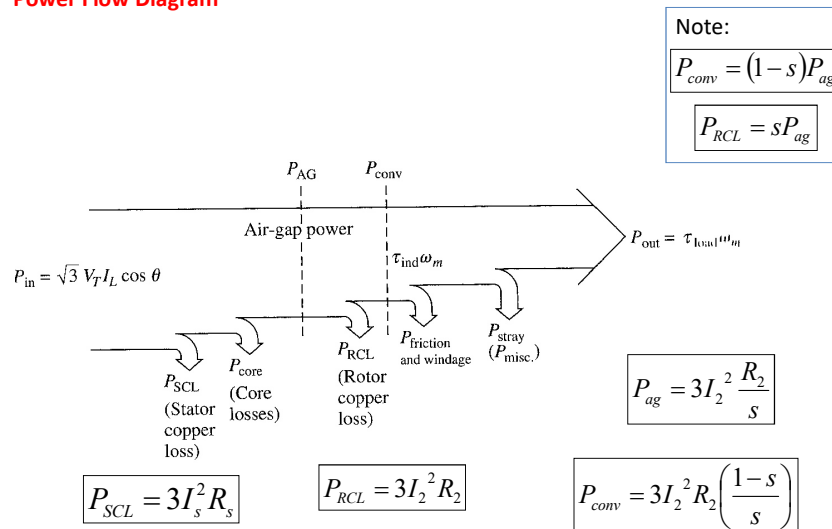 Power Flow Diagram
Note:
P_conv = (1 − s)P_ag
P_RCL = sP_ag
P_AG
P_conv
Air-gap power
τ_ind ω_m
P_out = τ_load ω_m
P_in = √3 V_T I_L cos θ
P_SCL
(Stator
copper
loss)
P_core
(Core
losses)
P_RCL
(Rotor
copper
loss)
P_friction
and windage
P_stray
(P_misc.)
P_ag = 3I_2^2 R_2/s
P_SCL = 3I_s^2 R_s
P_RCL = 3I_2^2 R_2
P_conv = 3I_2^2 R_2((1 − s)/s)